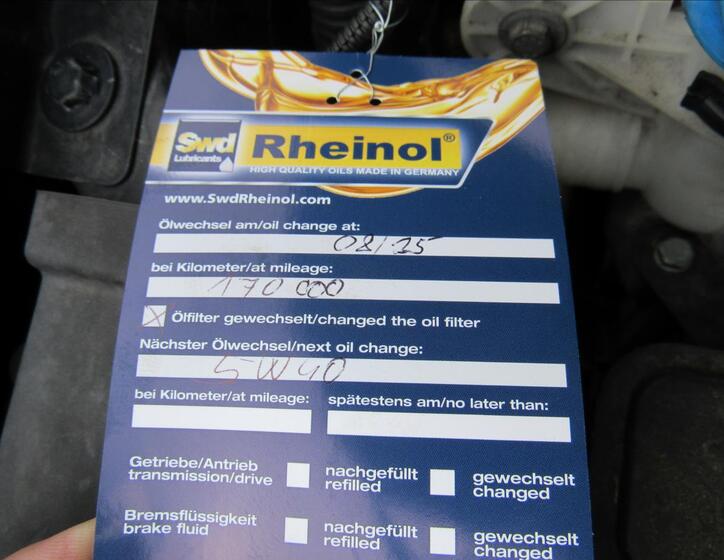 Swd
Lubricants
Rheinol®
HIGH QUALITY OILS MADE IN GERMANY
www.SwdRheinol.com
Ölwechsel am/oil change at:
08/15
bei Kilometer/at mileage:
170 000
X Ölfilter gewechselt/changed the oil filter
Nächster Ölwechsel/next oil change:
5W40
bei Kilometer/at mileage: spätestens am/no later than:
Getriebe/Antrieb nachgefüllt gewechselt
transmission/drive refilled changed
Bremsflüssigkeit nachgefüllt gewechselt
brake fluid refilled changed